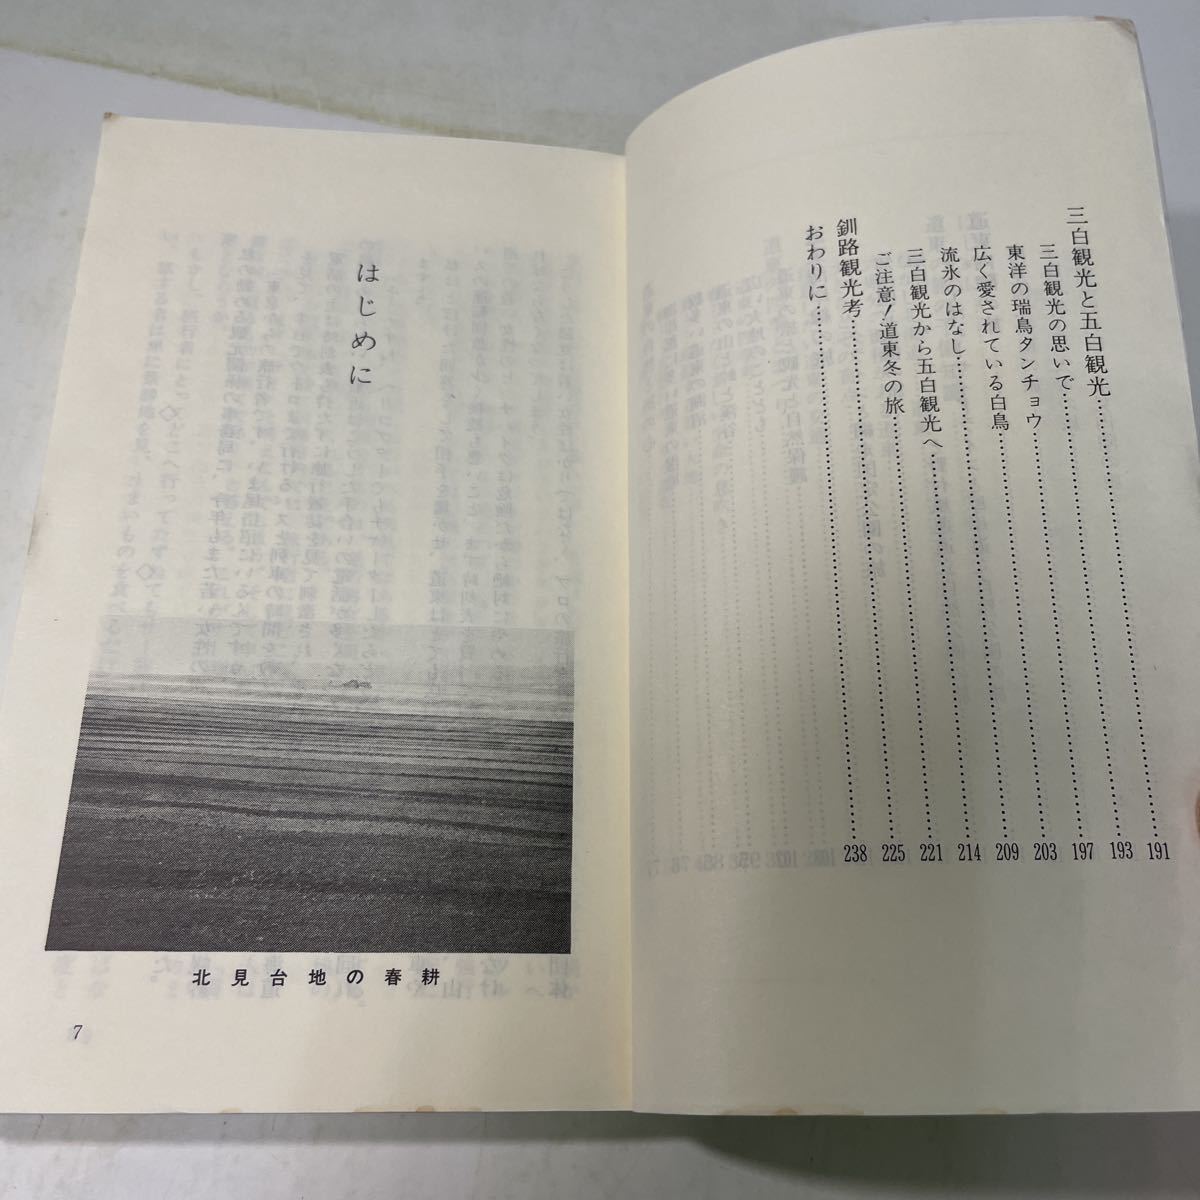 三白観光と五白観光……191
三白観光の思いで……193
東洋の瑞鳥タンチョウ……197
広く愛されている白鳥……203
流氷のはなし……209
三白観光から五白観光へ……214
ご注意!道東冬の旅……221
釧路観光考……225
おわりに……238
はじめに
北見台地の春耕
7